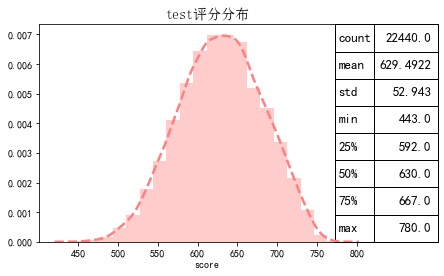 test评分分布
0.007
0.006
0.005
0.004
0.003
0.002
0.001
0.000
450 500 550 600 650 700 750 800
score
count 22440.0
mean 629.4922
std 52.943
min 443.0
25% 592.0
50% 630.0
75% 667.0
max 780.0